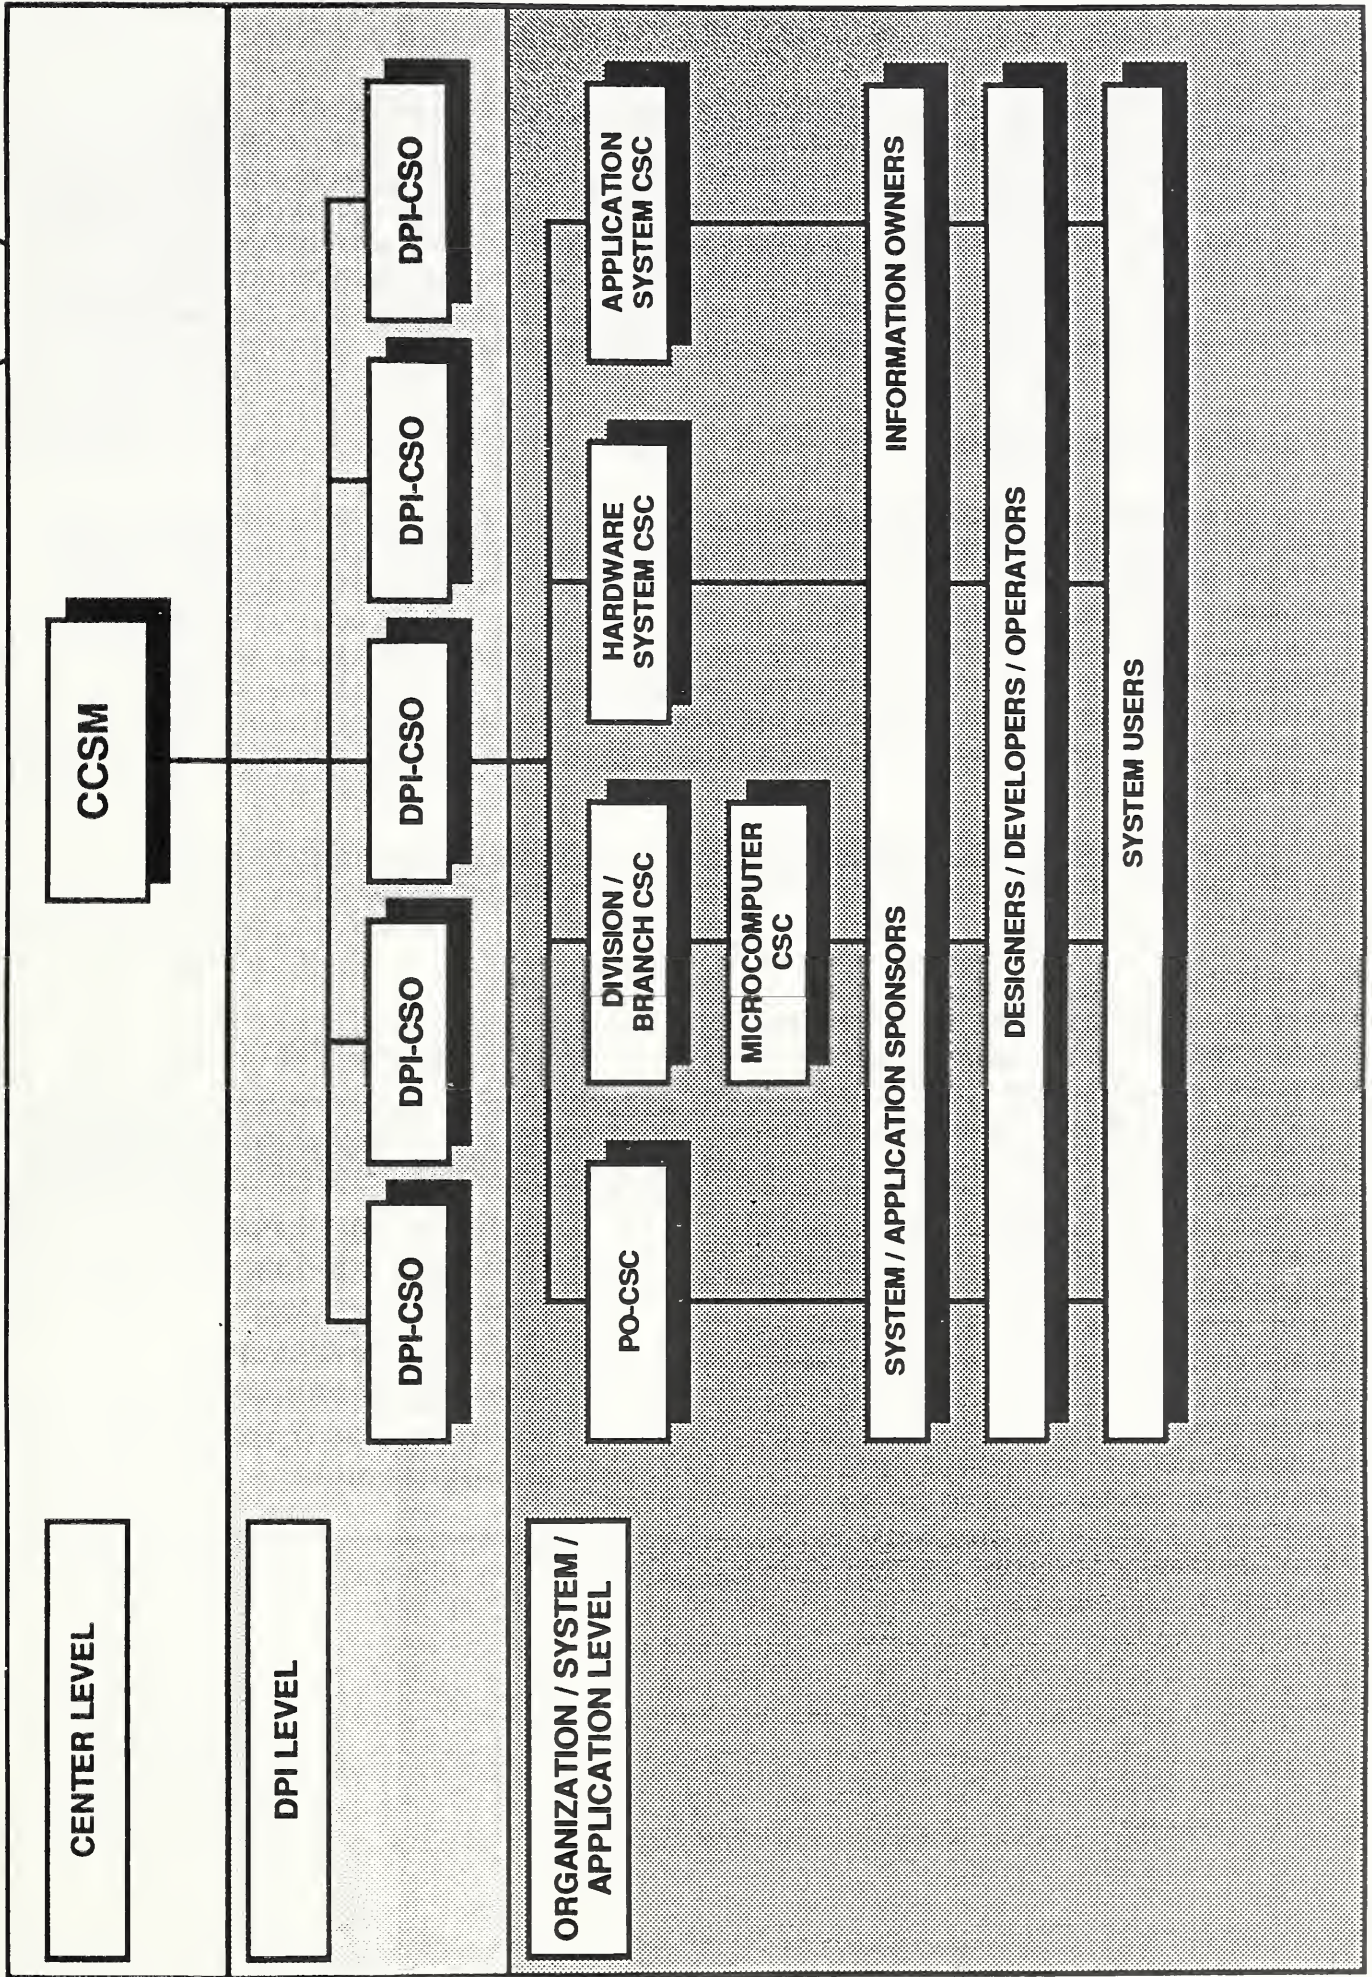 CENTER LEVEL
CCSM
DPI LEVEL
DPI-CSO
DPI-CSO
DPI-CSO
DPI-CSO
DPI-CSO
ORGANIZATION / SYSTEM /
APPLICATION LEVEL
PO-CSC
DIVISION /
BRANCH CSC
HARDWARE
SYSTEM CSC
APPLICATION
SYSTEM CSC
MICROCOMPUTER
CSC
SYSTEM / APPLICATION SPONSORS
INFORMATION OWNERS
DESIGNERS / DEVELOPERS / OPERATORS
SYSTEM USERS